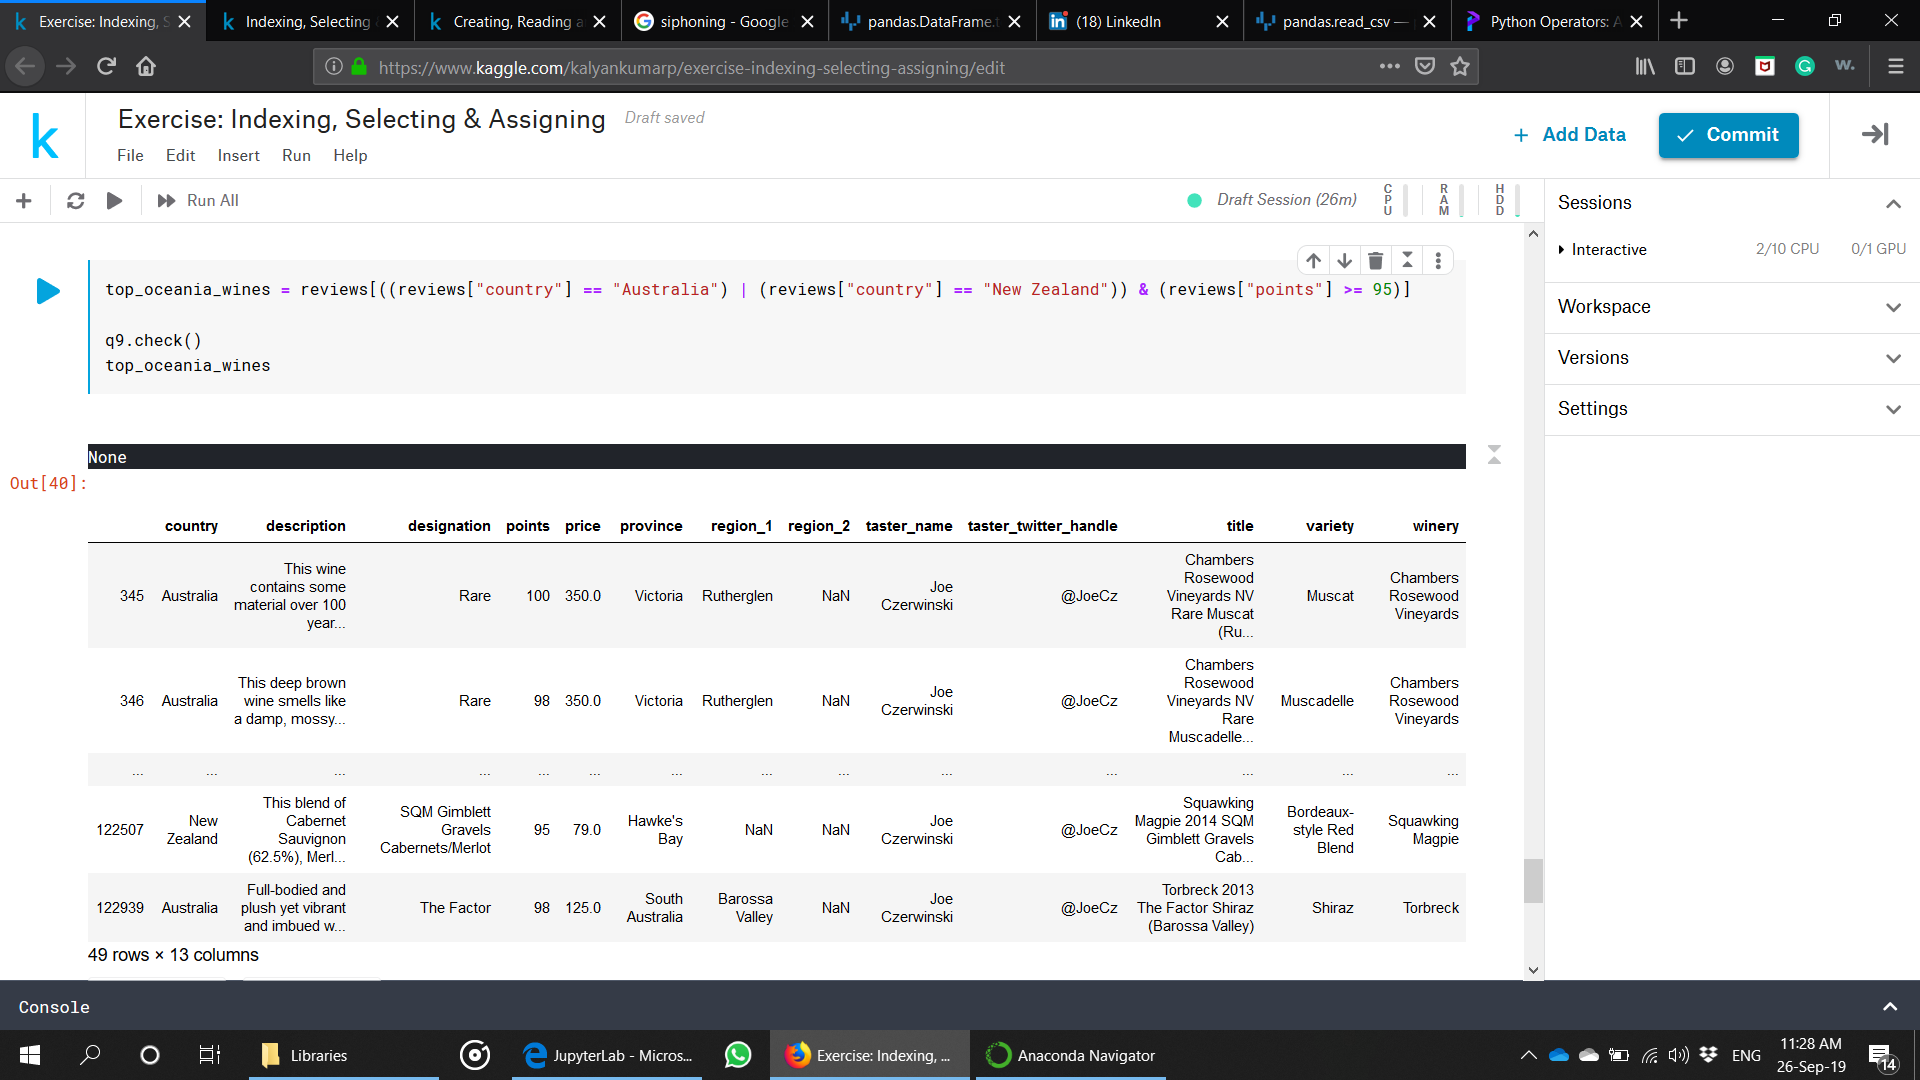 Exercise: Indexing, S
Indexing, Selecting
Creating, Reading a
siphoning - Google
pandas.DataFrame.t
(18) LinkedIn
pandas.read_csv —
Python Operators: A
https://www.kaggle.com/kalyankumarp/exercise-indexing-selecting-assigning/edit
Exercise: Indexing, Selecting & Assigning Draft saved
File Edit Insert Run Help
+ Add Data
Commit
Run All
Draft Session (26m)
CPU
RAM
HDD
Sessions
Interactive 2/10 CPU 0/1 GPU
Workspace
Versions
Settings
top_oceania_wines = reviews[((reviews["country"] == "Australia") | (reviews["country"] == "New Zealand")) & (reviews["points"] >= 95)]
q9.check()
top_oceania_wines
None
Out[40]:
country description designation points price province region_1 region_2 taster_name taster_twitter_handle title variety winery
345 Australia This wine contains some material over 100 year... Rare 100 350.0 Victoria Rutherglen NaN Joe Czerwinski @JoeCz Chambers Rosewood Vineyards NV Rare Muscat (Ru... Muscat Chambers Rosewood Vineyards
346 Australia This deep brown wine smells like a damp, mossy... Rare 98 350.0 Victoria Rutherglen NaN Joe Czerwinski @JoeCz Chambers Rosewood Vineyards NV Rare Muscadelle... Muscadelle Chambers Rosewood Vineyards
... ... ... ... ... ... ... ... ... ... ... ... ... ...
122507 New Zealand This blend of Cabernet Sauvignon (62.5%), Merl... SQM Gimblett Gravels Cabernets/Merlot 95 79.0 Hawke's Bay NaN NaN Joe Czerwinski @JoeCz Squawking Magpie 2014 SQM Gimblett Gravels Cab... Bordeaux-style Red Blend Squawking Magpie
122939 Australia Full-bodied and plush yet vibrant and imbued w... The Factor 98 125.0 South Australia Barossa Valley NaN Joe Czerwinski @JoeCz Torbreck 2013 The Factor Shiraz (Barossa Valley) Shiraz Torbreck
49 rows × 13 columns
Console
Libraries
JupyterLab - Micros...
Exercise: Indexing, ...
Anaconda Navigator
ENG
11:28 AM
26-Sep-19
14